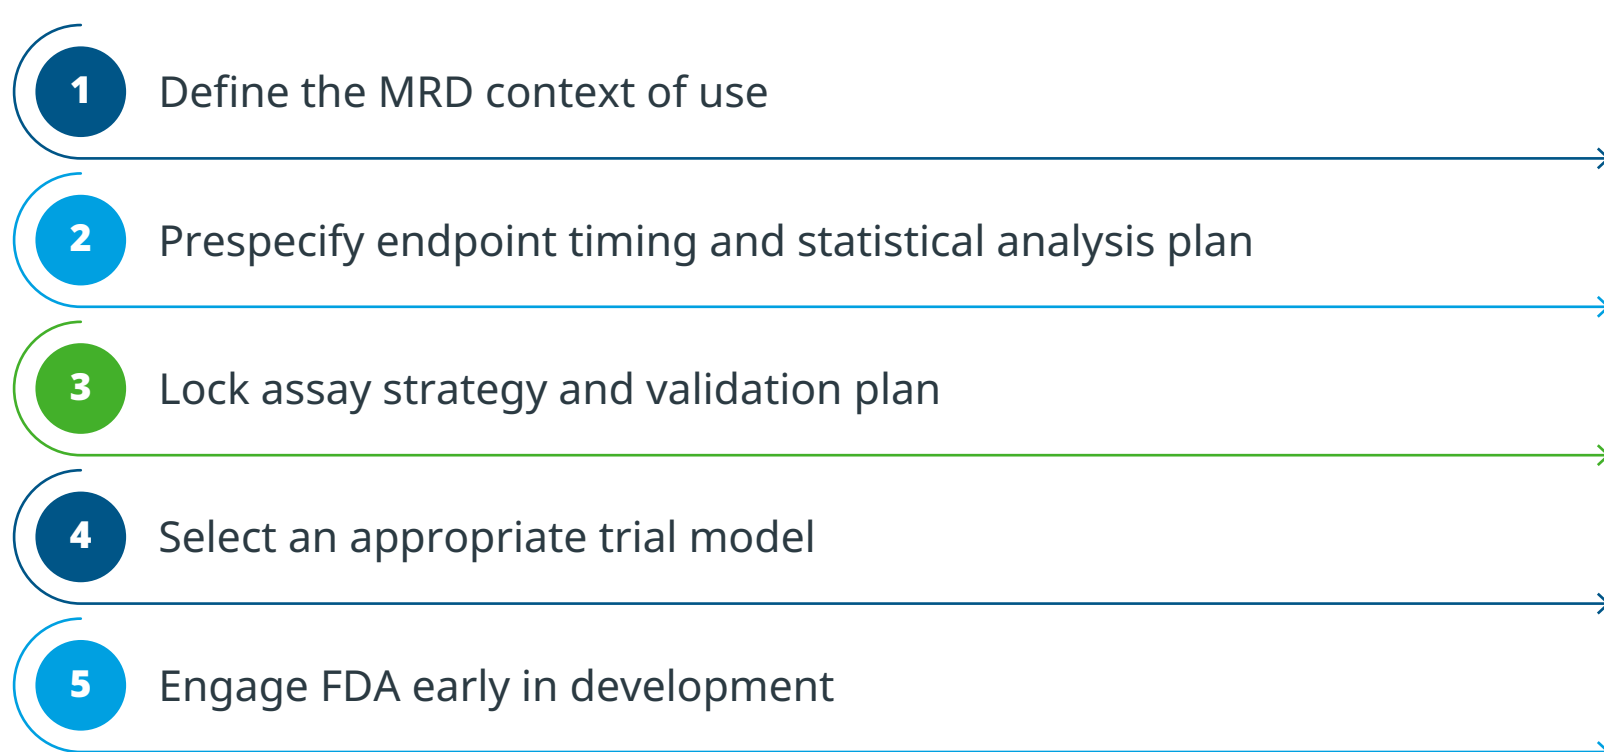 1 Define the MRD context of use
2 Prespecify endpoint timing and statistical analysis plan
3 Lock assay strategy and validation plan
4 Select an appropriate trial model
5 Engage FDA early in development